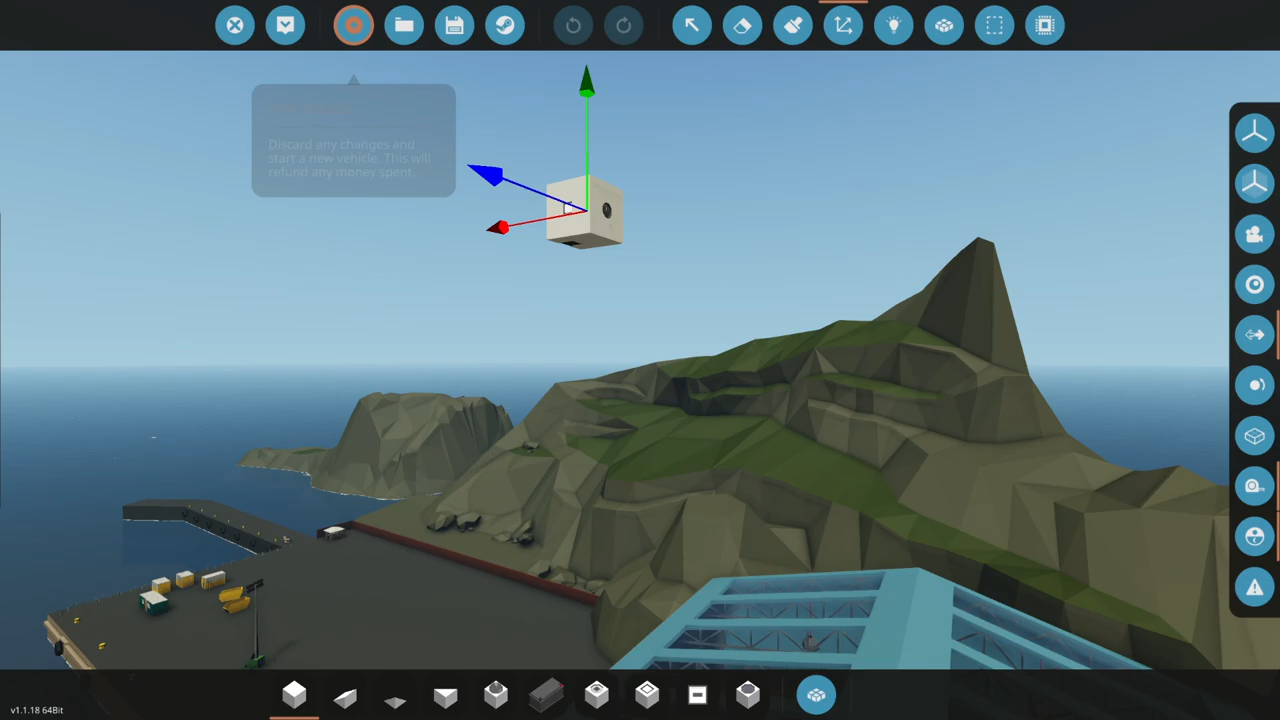 Discard any changes and
start a new vehicle. This will
refund any money spent.
v1.1.18 64Bit